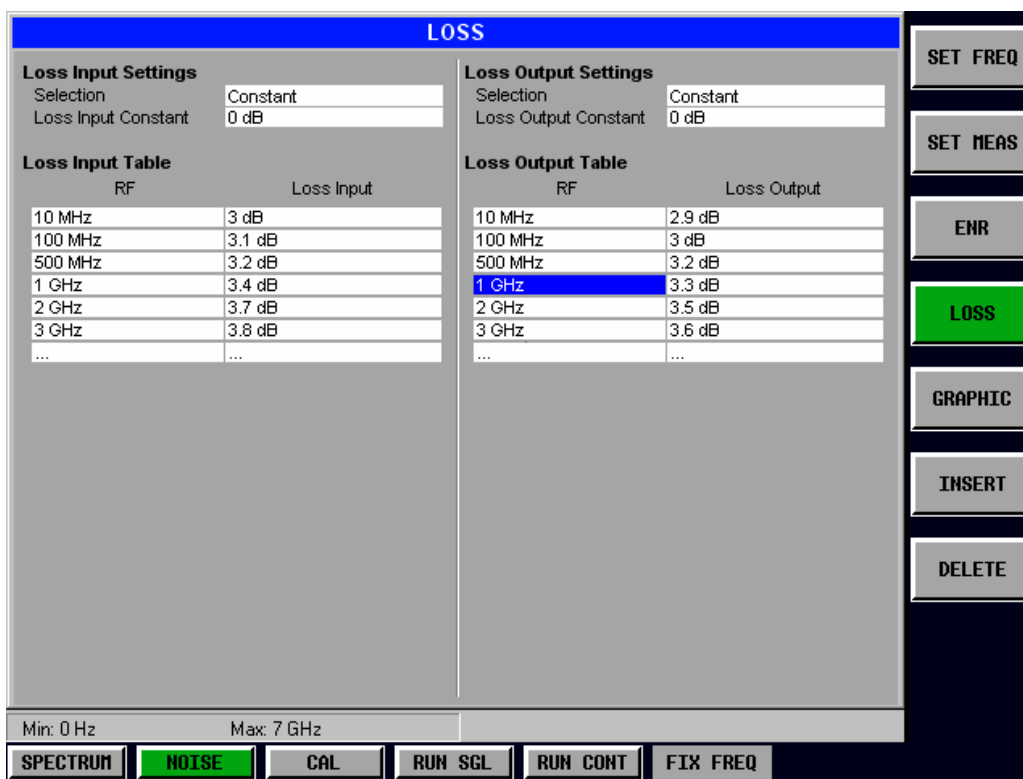 LOSS
Loss Input Settings
Selection Constant
Loss Input Constant 0 dB
Loss Input Table
RF Loss Input
10 MHz 3 dB
100 MHz 3.1 dB
500 MHz 3.2 dB
1 GHz 3.4 dB
2 GHz 3.7 dB
3 GHz 3.8 dB
... ...
Loss Output Settings
Selection Constant
Loss Output Constant 0 dB
Loss Output Table
RF Loss Output
10 MHz 2.9 dB
100 MHz 3 dB
500 MHz 3.2 dB
1 GHz 3.3 dB
2 GHz 3.5 dB
3 GHz 3.6 dB
... ...
Min: 0 Hz Max: 7 GHz
SET FREQ
SET MEAS
ENR
LOSS
GRAPHIC
INSERT
DELETE
SPECTRUM NOISE CAL RUN SGL RUN CONT FIX FREQ